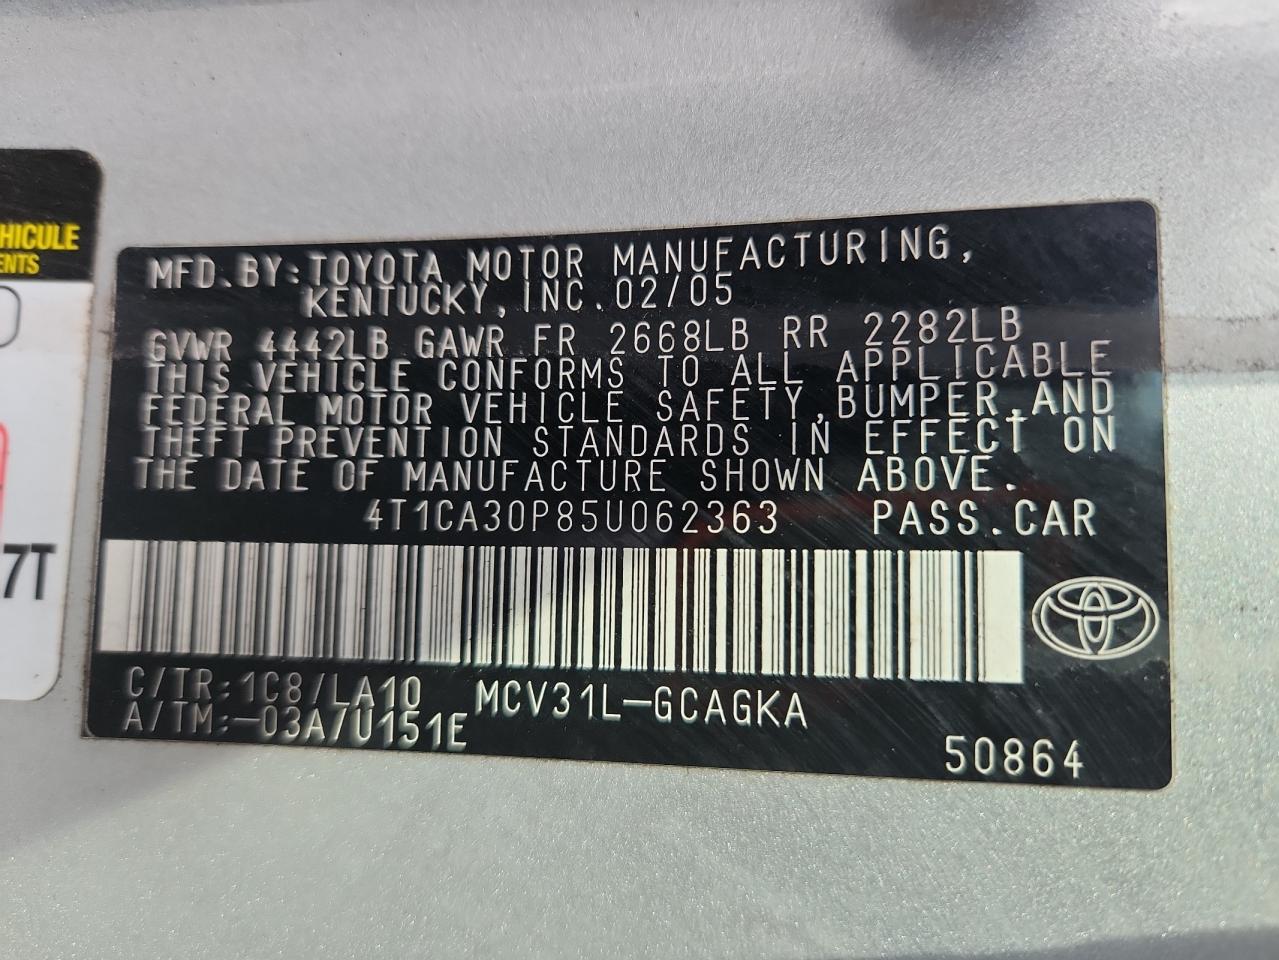 HICULE
ENTS
7T
MFD.BY:TOYOTA MOTOR MANUFACTURING,
KENTUCKY, INC. 02/05
GVWR 4442LB GAWR FR 2668LB RR 2282LB
THIS VEHICLE CONFORMS TO ALL APPLICABLE
FEDERAL MOTOR VEHICLE SAFETY,BUMPER,AND
THEFT PREVENTION STANDARDS IN EFFECT ON
THE DATE OF MANUFACTURE SHOWN ABOVE.
4T1CA30P85U062363 PASS.CAR
C/TR:1C8/LA10 MCV31L-GCAGKA
A/TM:-03A/U151E
50864